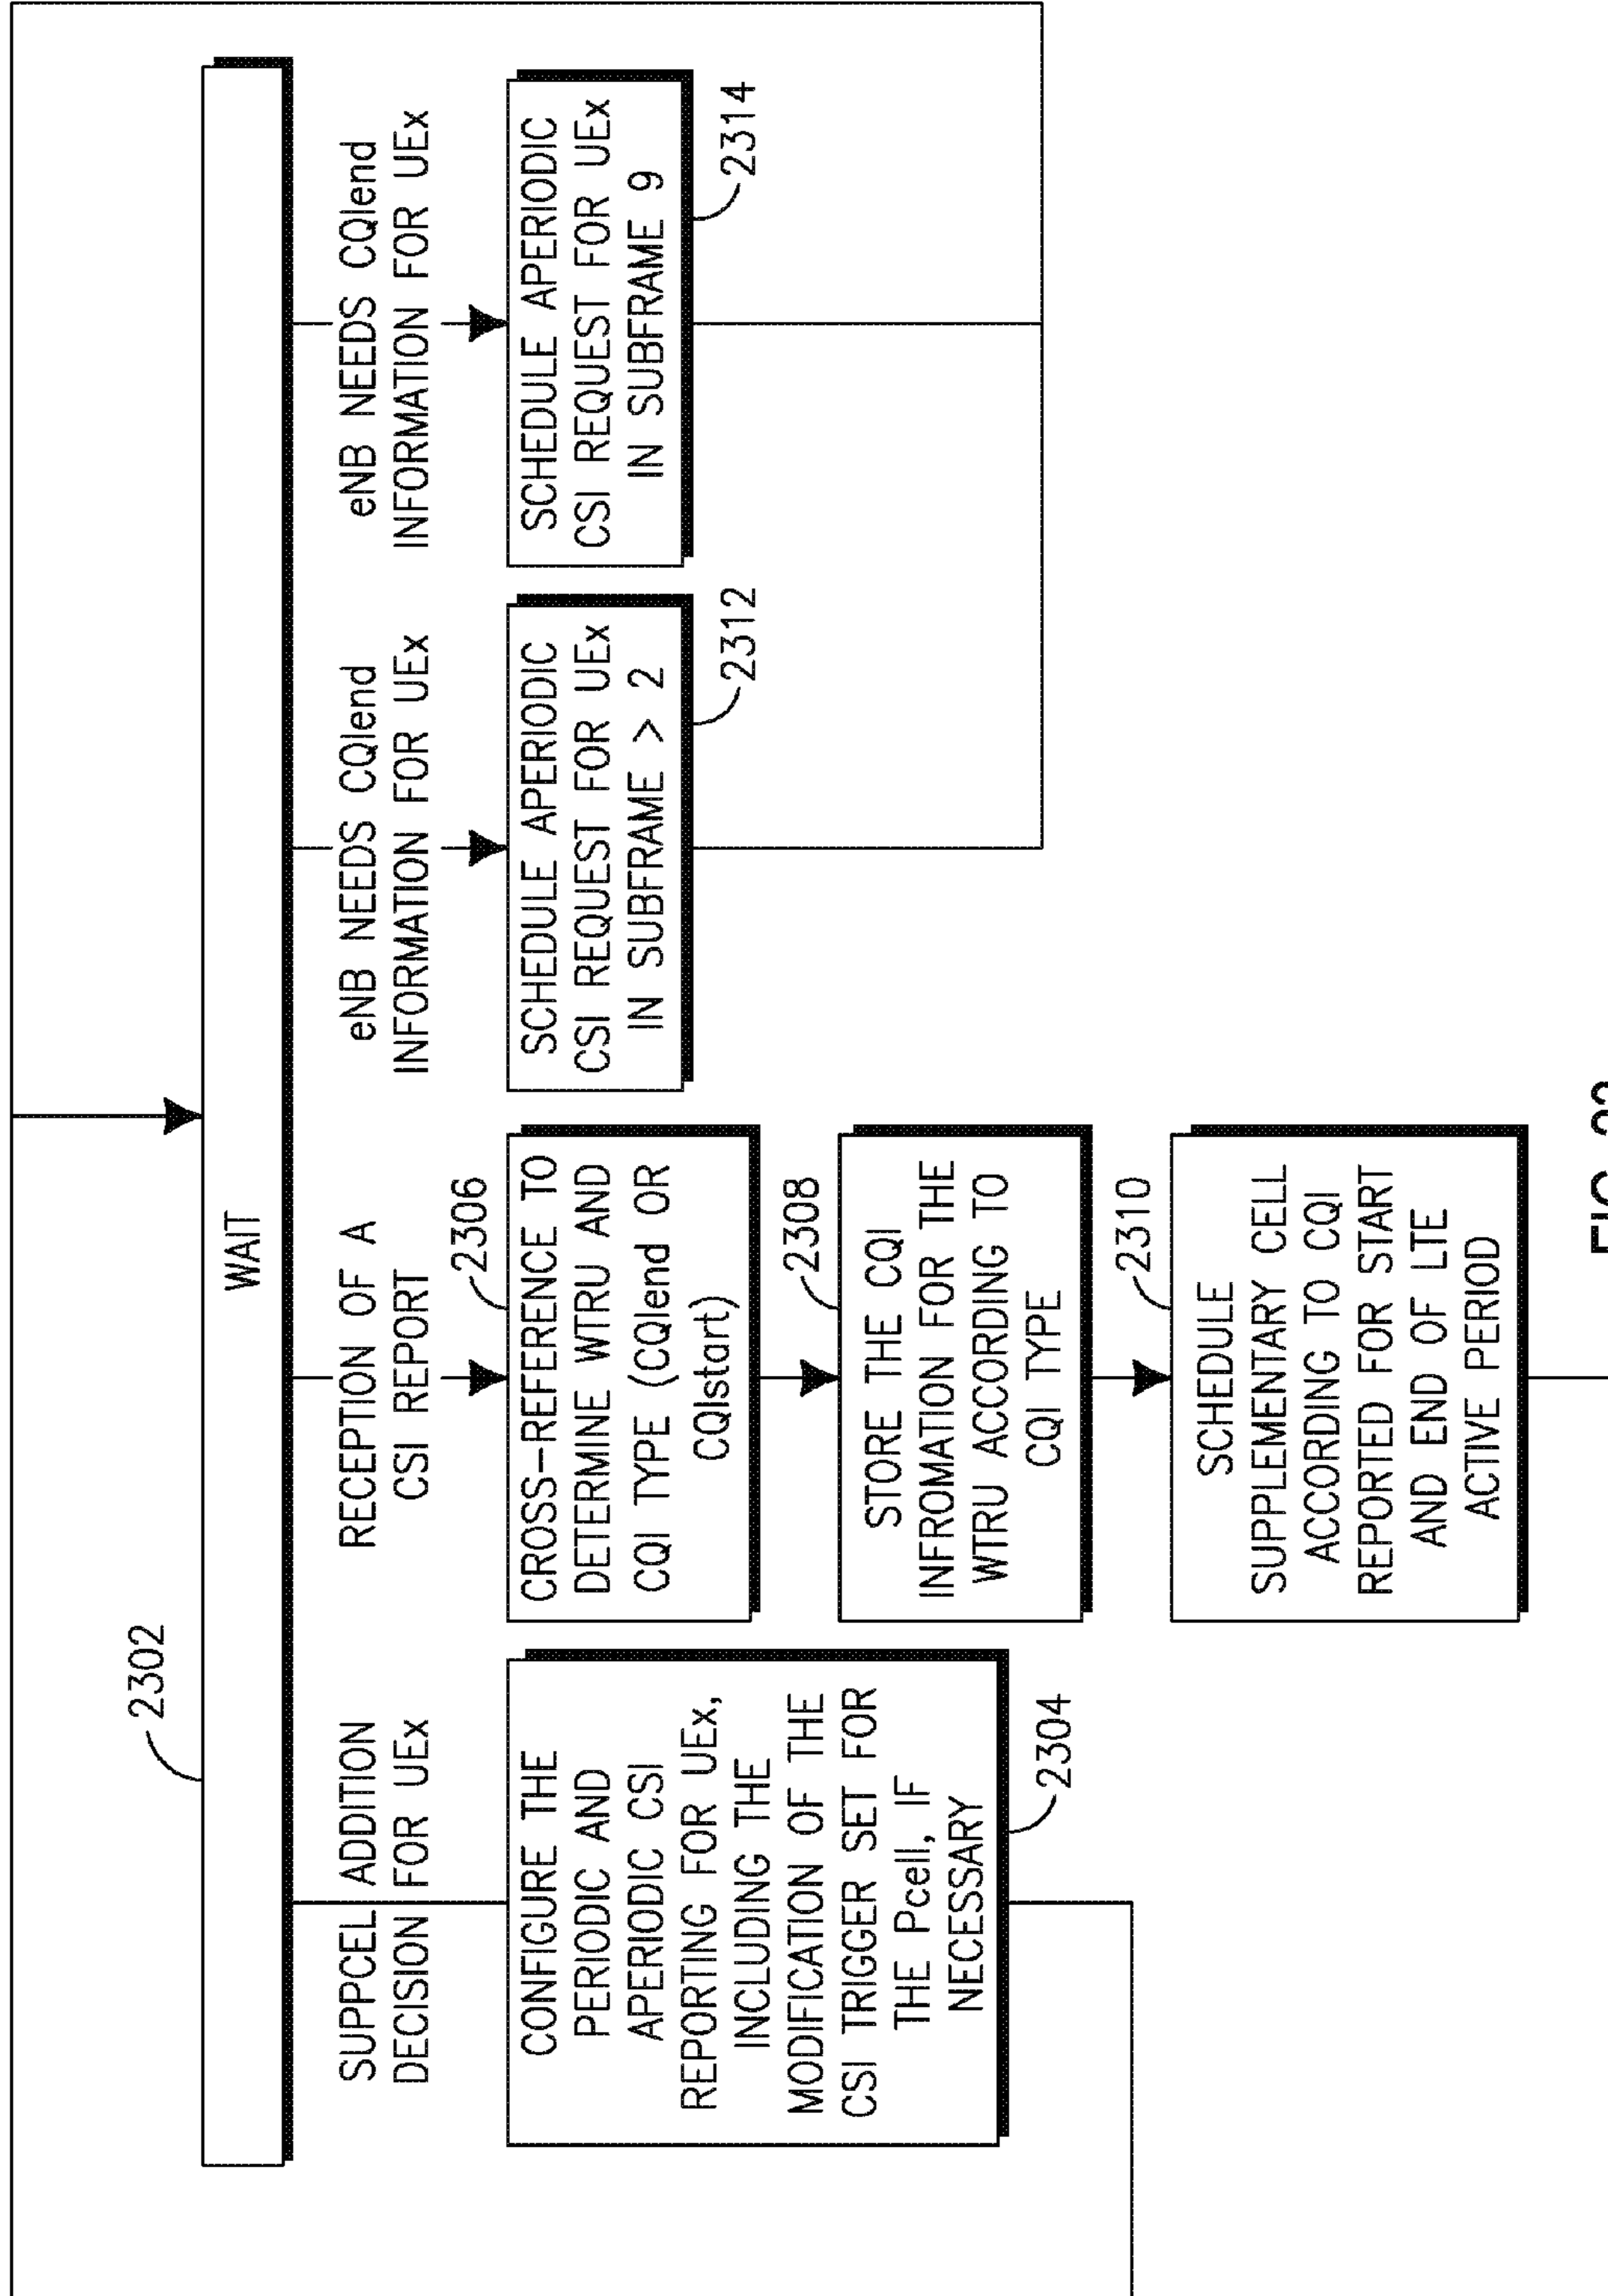 2302
WAIT
SUPPCEL ADDITION
DECISION FOR UEx
CONFIGURE THE
PERIODIC AND
APERIODIC CSI
REPORTING FOR UEx,
INCLUDING THE
MODIFICATION OF THE
CSI TRIGGER SET FOR
THE Pcell, IF
NECESSARY
2304
RECEPTION OF A
CSI REPORT
2306
CROSS-REFERENCE TO
DETERMINE WTRU AND
CQI TYPE (CQIend OR
CQIstart)
2308
STORE THE CQI
INFROMATION FOR THE
WTRU ACCORDING TO
CQI TYPE
2310
SCHEDULE
SUPPLEMENTARY CELL
ACCORDING TO CQI
REPORTED FOR START
AND END OF LTE
ACTIVE PERIOD
eNB NEEDS CQIend
INFORMATION FOR UEx
SCHEDULE APERIODIC
CSI REQUEST FOR UEx
IN SUBFRAME > 2
2312
eNB NEEDS CQIend
INFORMATION FOR UEx
SCHEDULE APERIODIC
CSI REQUEST FOR UEx
IN SUBFRAME 9
2314